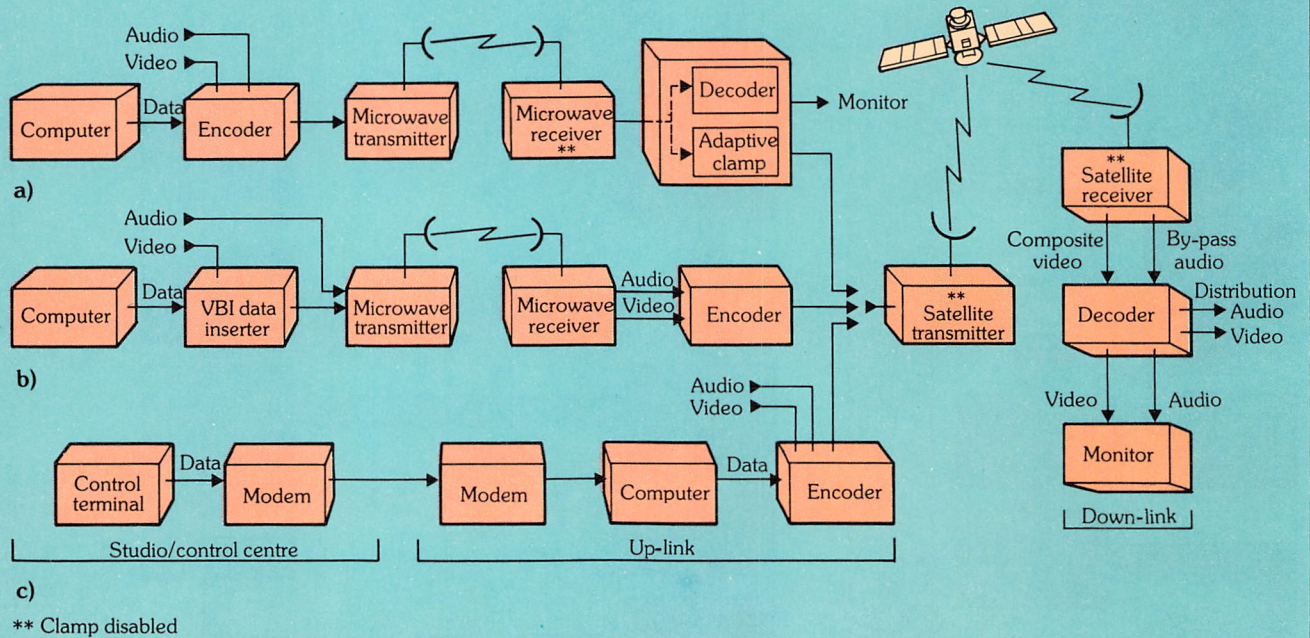 Audio
Video
Computer
Data
Encoder
Microwave
transmitter
Microwave
receiver
**
Decoder
Adaptive
clamp
Monitor
a)
Audio
Video
Computer
Data
VBI data
inserter
Microwave
transmitter
Microwave
receiver
Audio
Video
Encoder
**
Satellite
transmitter
b)
Audio
Video
Control
terminal
Data
Modem
Modem
Computer
Data
Encoder
Studio/control centre
Up-link
c)
** Clamp disabled
**
Satellite
receiver
Composite
video
By-pass
audio
Decoder
Distribution
Audio
Video
Video
Audio
Monitor
Down-link